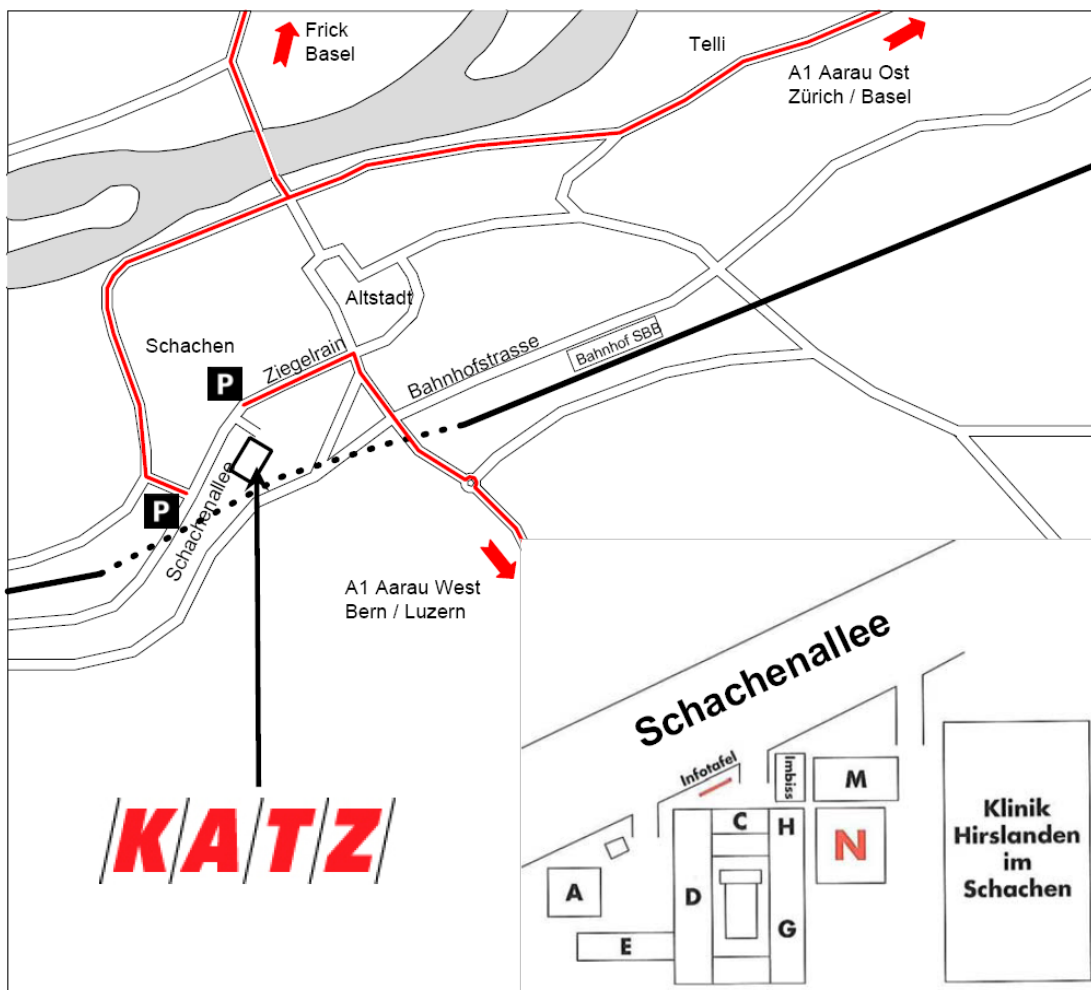 Frick
Basel
Telli
A1 Aarau Ost
Zürich / Basel
Altstadt
Schachen
Ziegelrain
P
Bahnhofstrasse
Bahnhof SBB
P
Schachenallee
A1 Aarau West
Bern / Luzern
KATZ
Schachenallee
Infotafel
Imbiss
M
C
H
N
A
D
E
G
Klinik
Hirslanden
im
Schachen